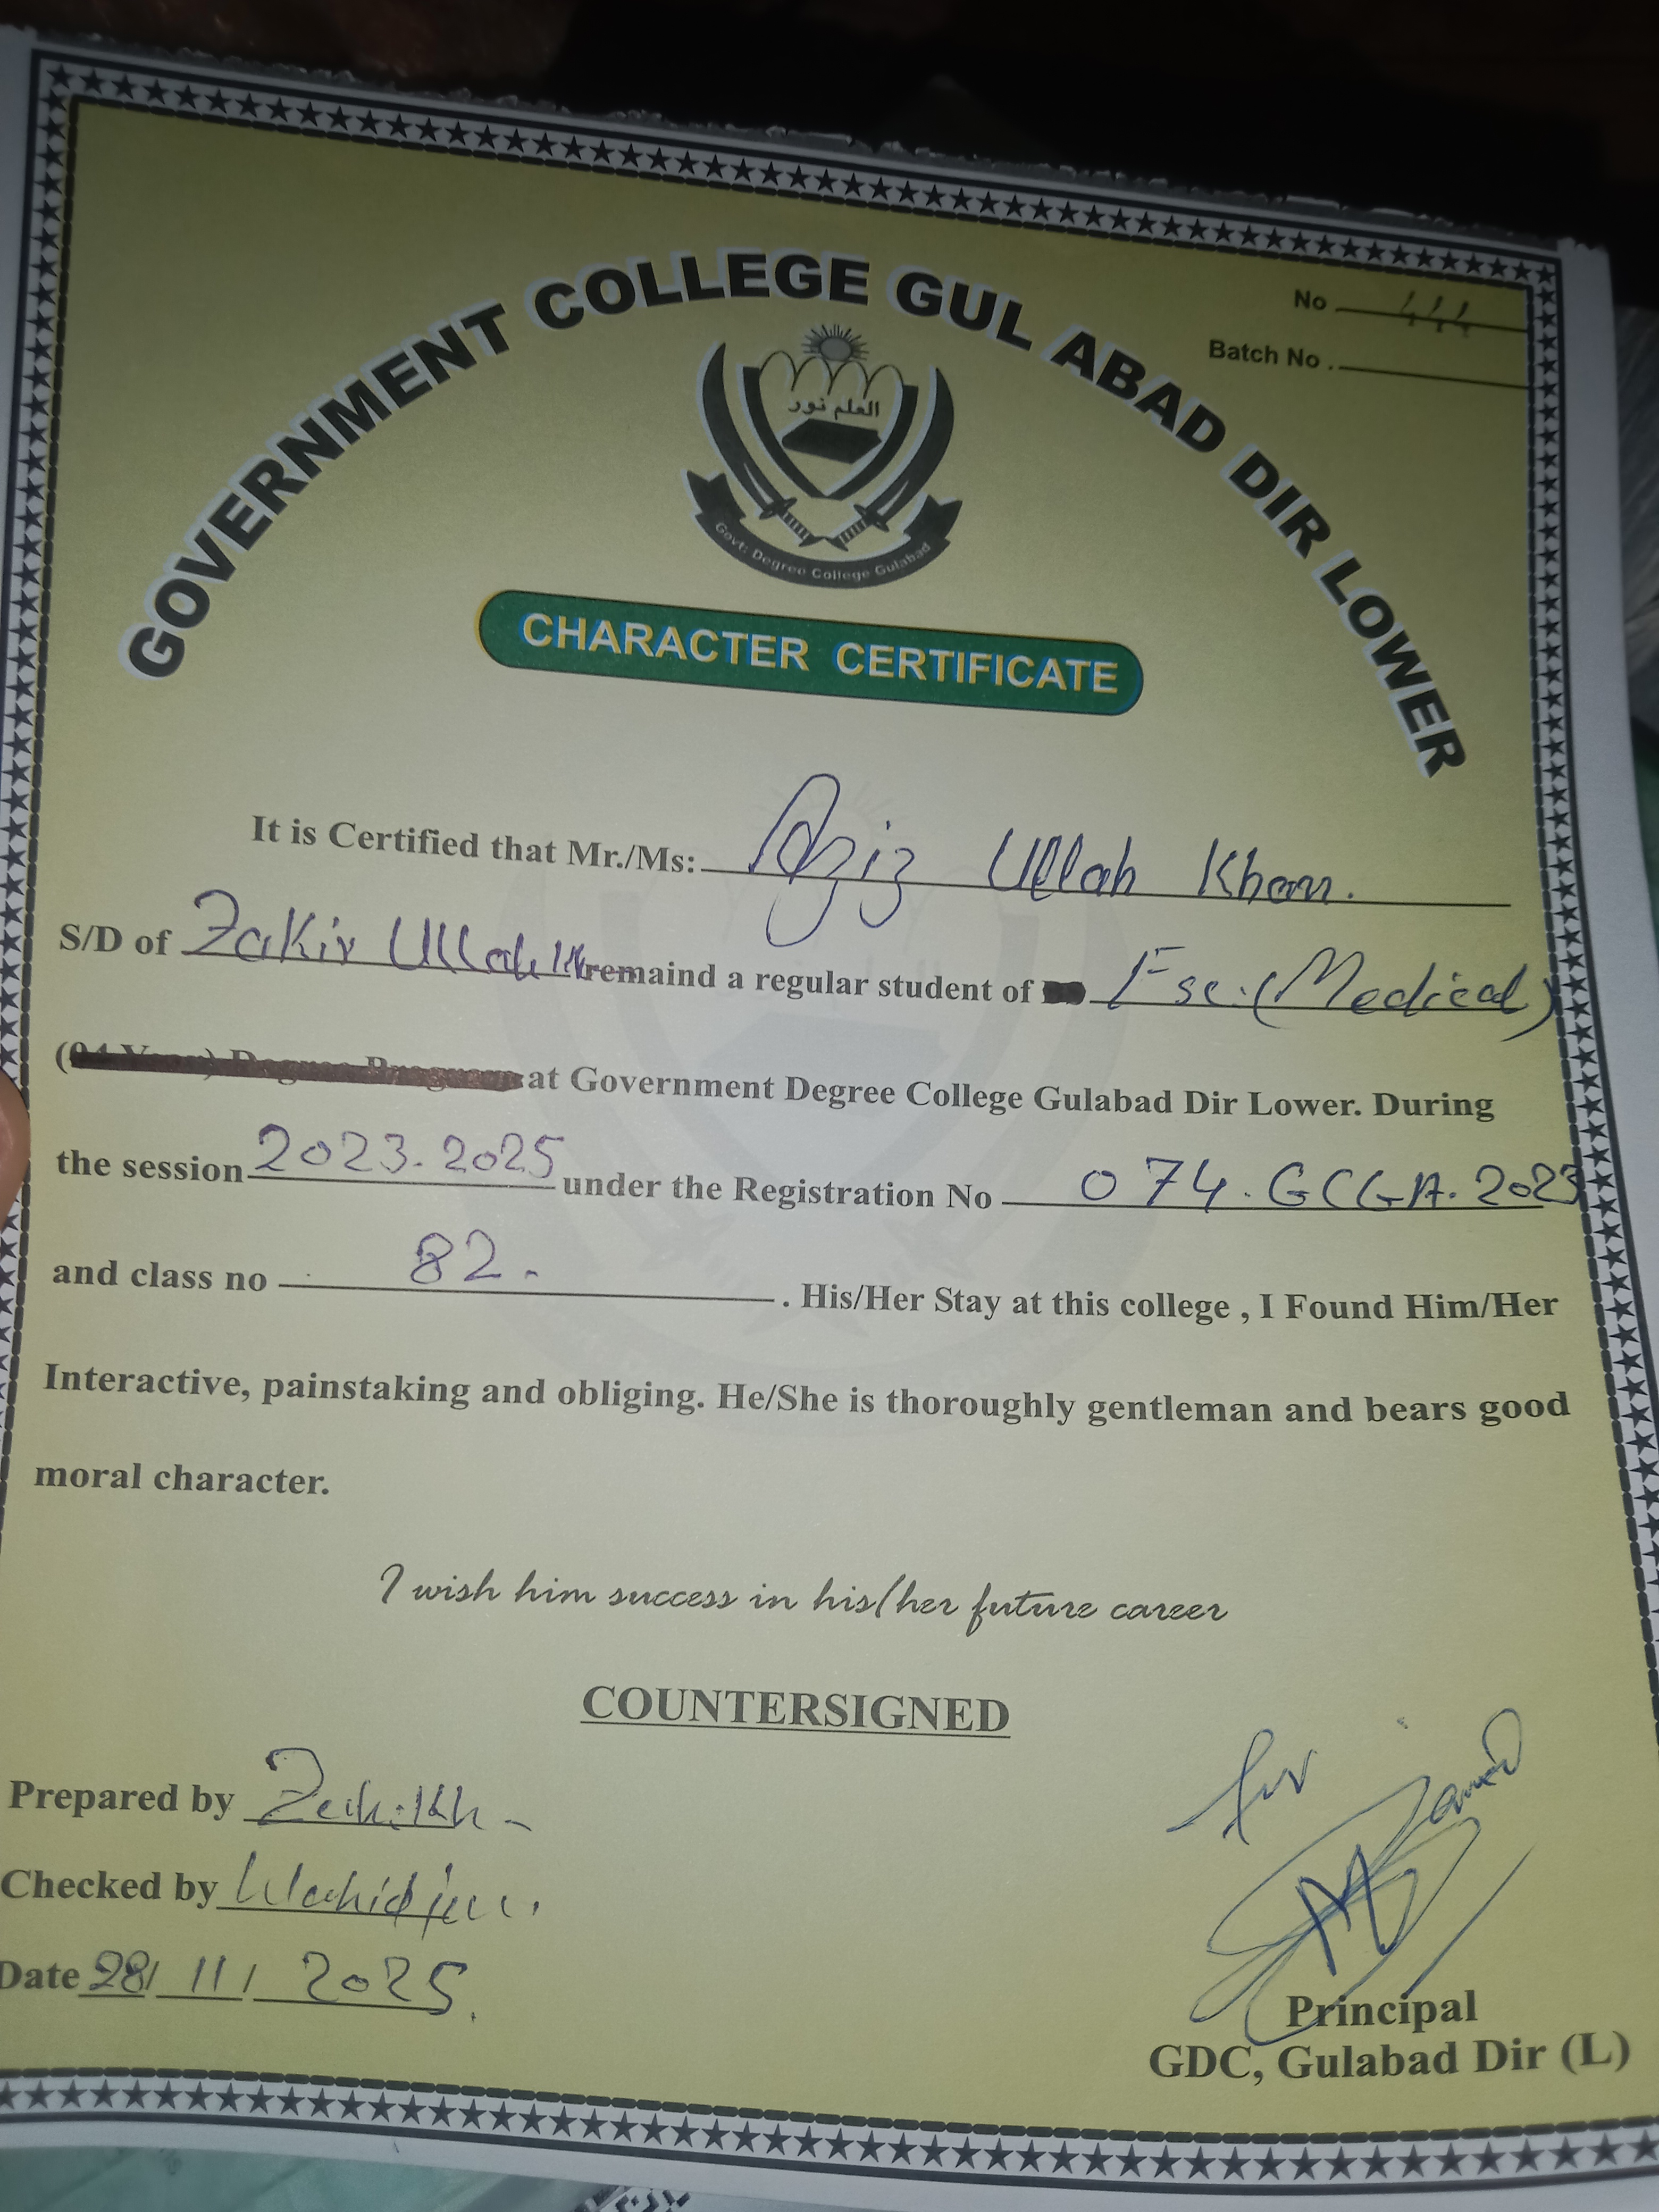 GOVERNMENT COLLEGE GUL ABAD DIR LOWER
No 111
Batch No .
العلم نور
Govt: Degree College Gulabad
CHARACTER CERTIFICATE
It is Certified that Mr./Ms: Aziz Ullah Khan.
S/D of Zakir Ullah remaind a regular student of Fsc.(Medical)
( at Government Degree College Gulabad Dir Lower. During
the session 2023-2025 under the Registration No 074.GCGA.2023
and class no 82. . His/Her Stay at this college , I Found Him/Her
Interactive, painstaking and obliging. He/She is thoroughly gentleman and bears good
moral character.
I wish him success in his/her future career
COUNTERSIGNED
Prepared by
Checked by
Date 28/ 11/ 2025.
for
Principal
GDC, Gulabad Dir (L)